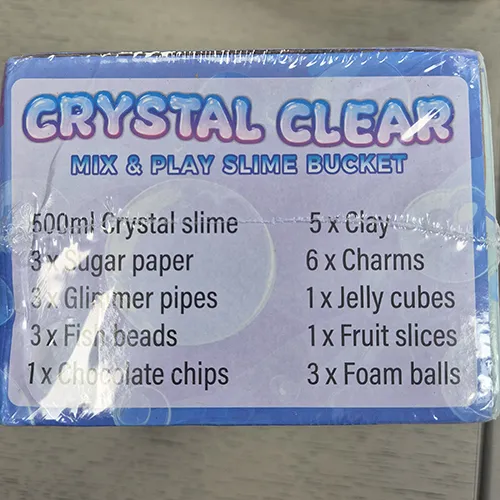 CRYSTAL CLEAR
MIX & PLAY SLIME BUCKET
500ml Crystal slime
3 x Sugar paper
3 x Glimmer pipes
3 x Fish beads
1 x Chocolate chips
5 x Clay
6 x Charms
1 x Jelly cubes
1 x Fruit slices
3 x Foam balls